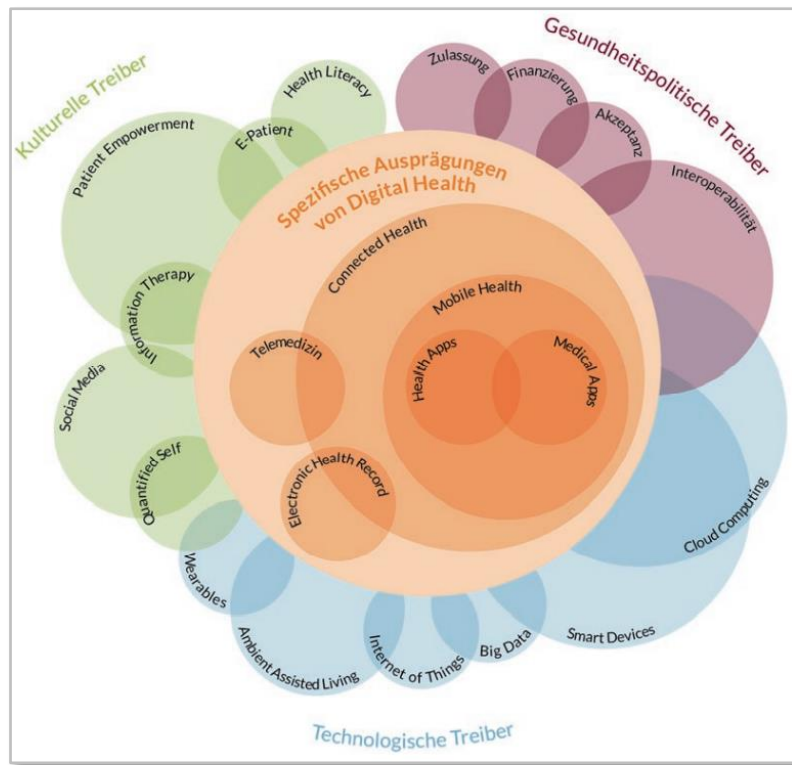 Kulturelle Treiber
Patient Empowerment
E-Patient
Health Literacy
Information Therapy
Social Media
Quantified Self
Gesundheitspolitische Treiber
Zulassung
Finanzierung
Akzeptanz
Interoperabilität
Spezifische Ausprägungen
von Digital Health
Connected Health
Mobile Health
Health Apps
Medical Apps
Telemedizin
Electronic Health Record
Wearables
Ambient Assisted Living
Internet of Things
Big Data
Smart Devices
Cloud Computing
Technologische Treiber